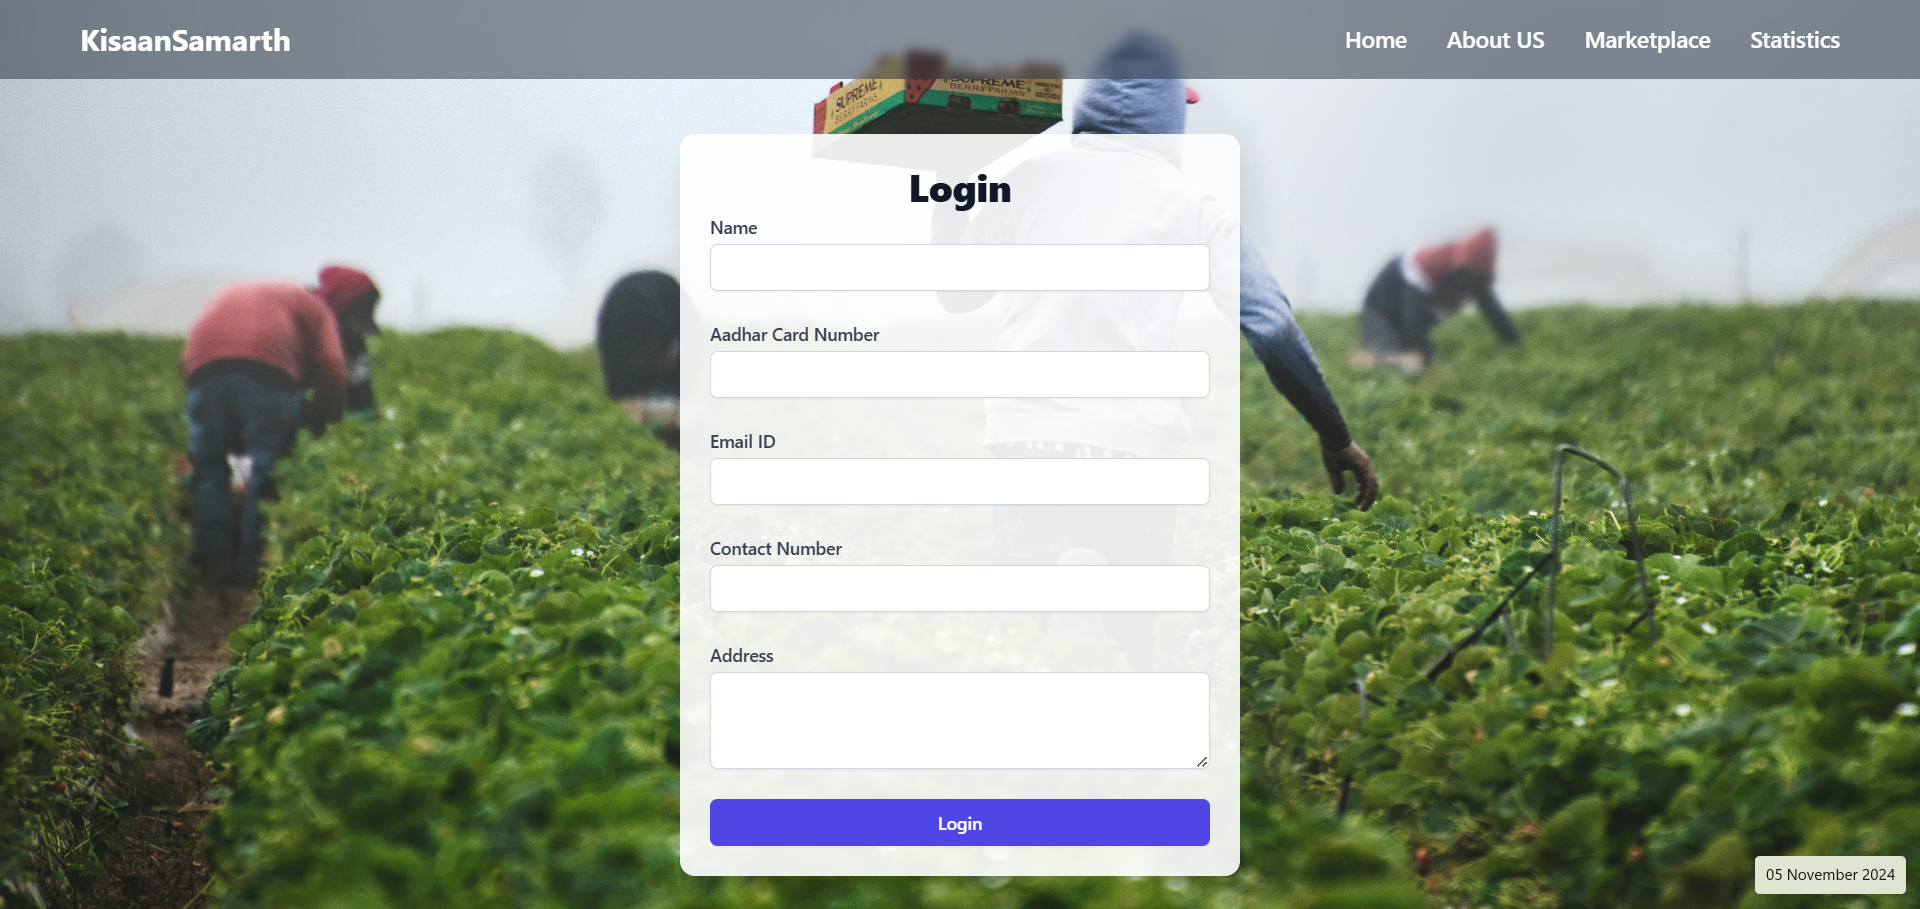 KisaanSamarth
Home About US Marketplace Statistics
SUPREME
BERRY FARMS
SUPREME
BERRY FARMS
Login
Name
Aadhar Card Number
Email ID
Contact Number
Address
Login
05 November 2024